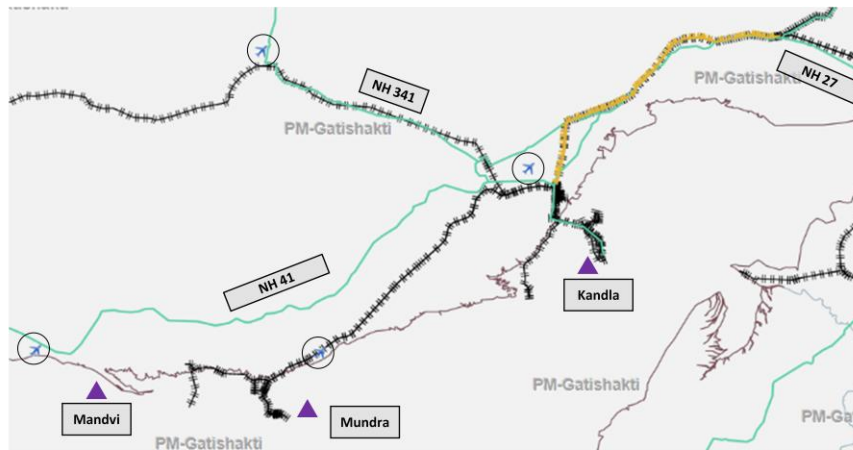 PM-Gatishakti
NH 27
NH 341
PM-Gatishakti
NH 41
Kandla
PM-Gatishakti
Mandvi
Mundra
PM-Gatishakti
PM-Ga